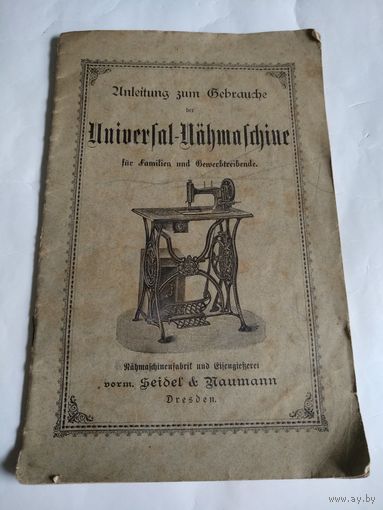 Anleitung zum Gebrauche
der
Universal-Nähmaschine
für Familien und Gewerbtreibende.
Nähmaschinenfabrik und Eisengießerei
vorm. Seidel & Naumann
Dresden.
www.ay.by